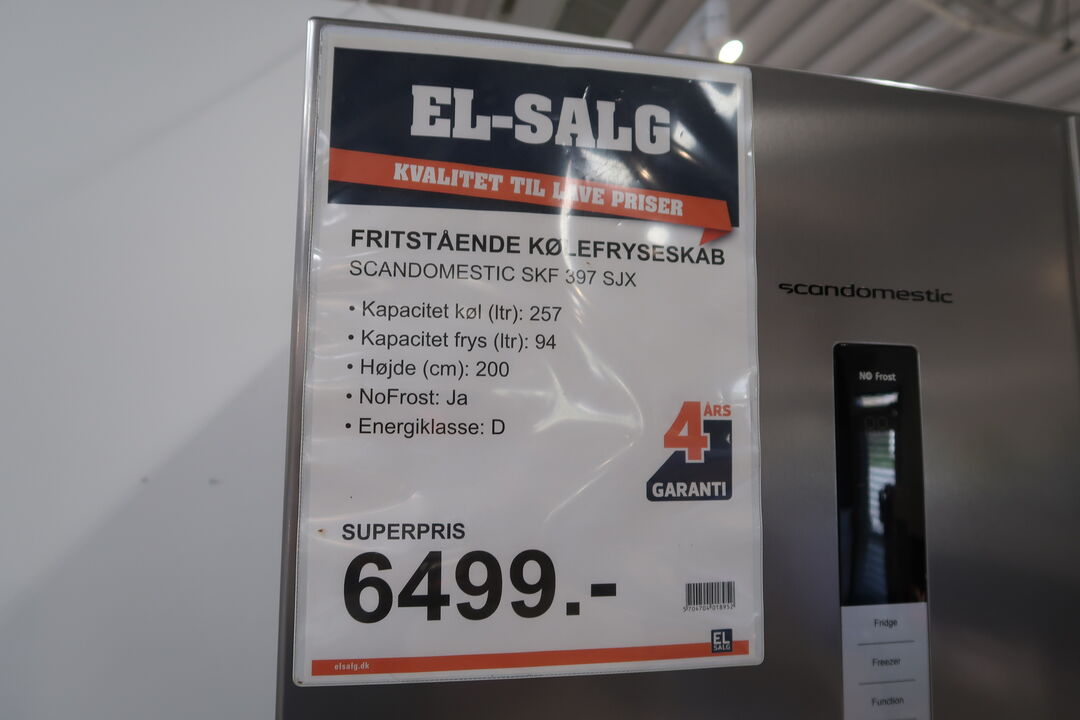 EL-SALG
KVALITET TIL LAVE PRISER
FRITSTÅENDE KØLEFRYSESKAB
SCANDOMESTIC SKF 397 SJX
• Kapacitet køl (ltr): 257
• Kapacitet frys (ltr): 94
• Højde (cm): 200
• NoFrost: Ja
• Energiklasse: D
4 ÅRS
GARANTI
SUPERPRIS
6499.-
5704704018952
EL
SALG
elsalg.dk
scandomestic
NO Frost
Fridge
Freezer
Function